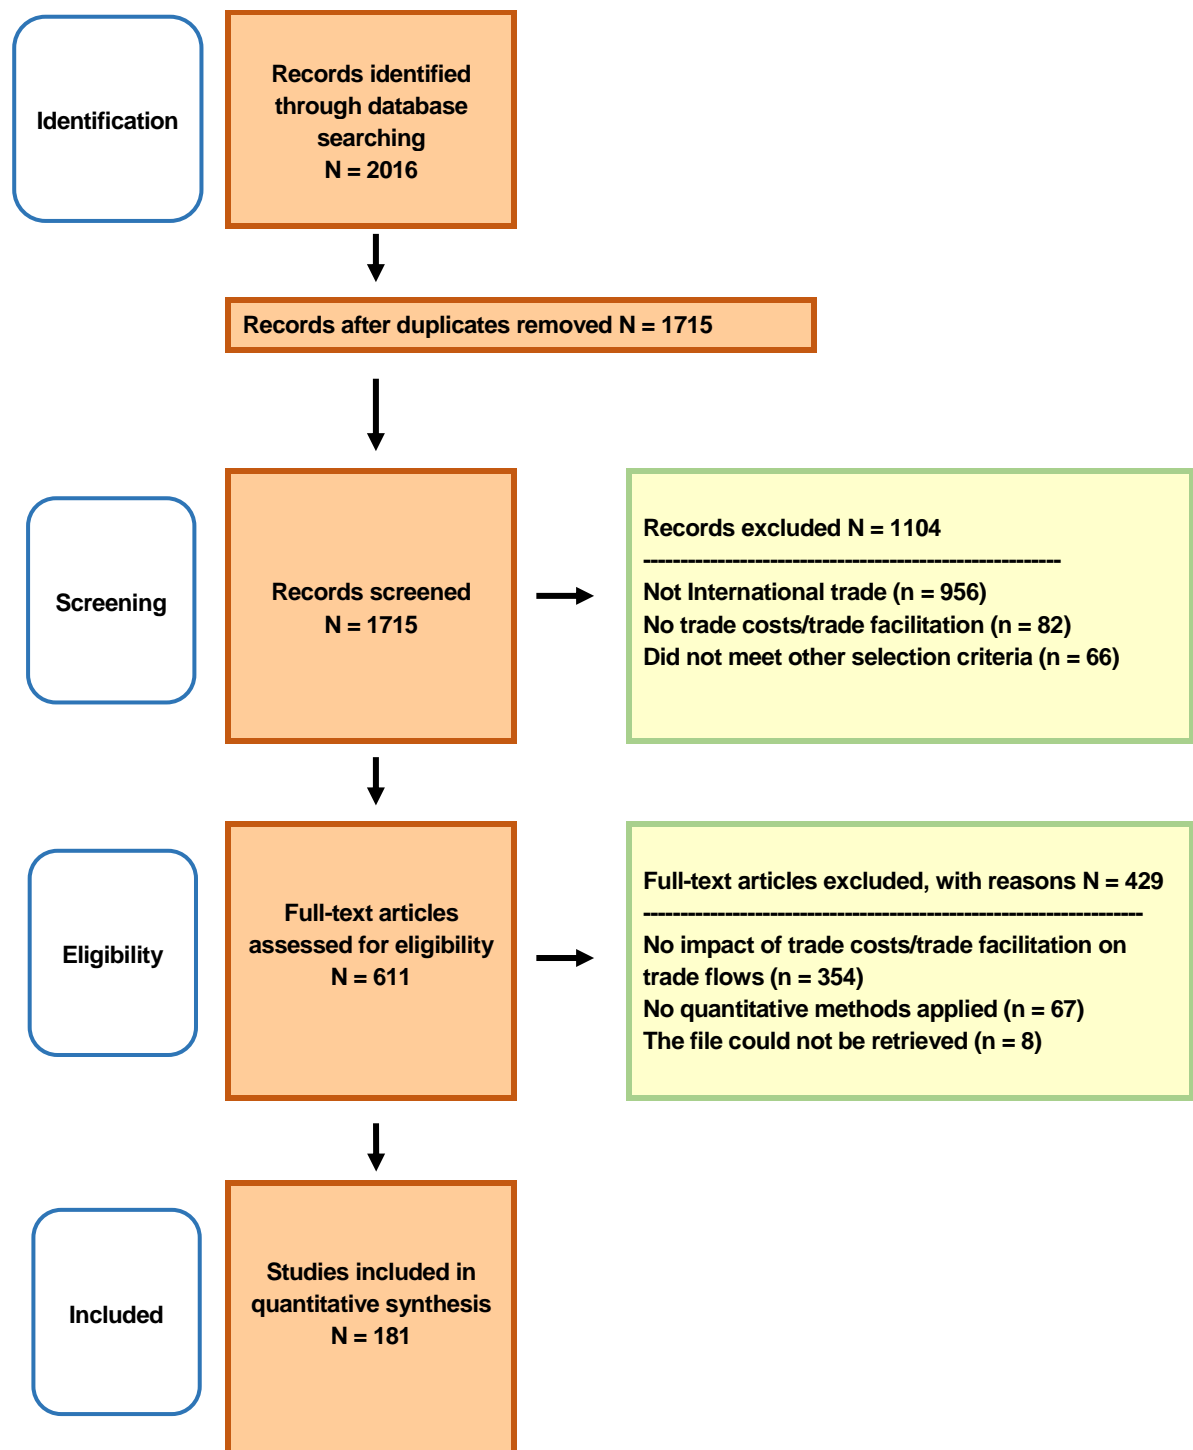 Identification
Records identified
through database
searching
N = 2016
Records after duplicates removed N = 1715
Screening
Records screened
N = 1715
Records excluded N = 1104
--------------------------------------------------------
Not International trade (n = 956)
No trade costs/trade facilitation (n = 82)
Did not meet other selection criteria (n = 66)
Eligibility
Full-text articles
assessed for eligibility
N = 611
Full-text articles excluded, with reasons N = 429
-------------------------------------------------------------------
No impact of trade costs/trade facilitation on
trade flows (n = 354)
No quantitative methods applied (n = 67)
The file could not be retrieved (n = 8)
Included
Studies included in
quantitative synthesis
N = 181